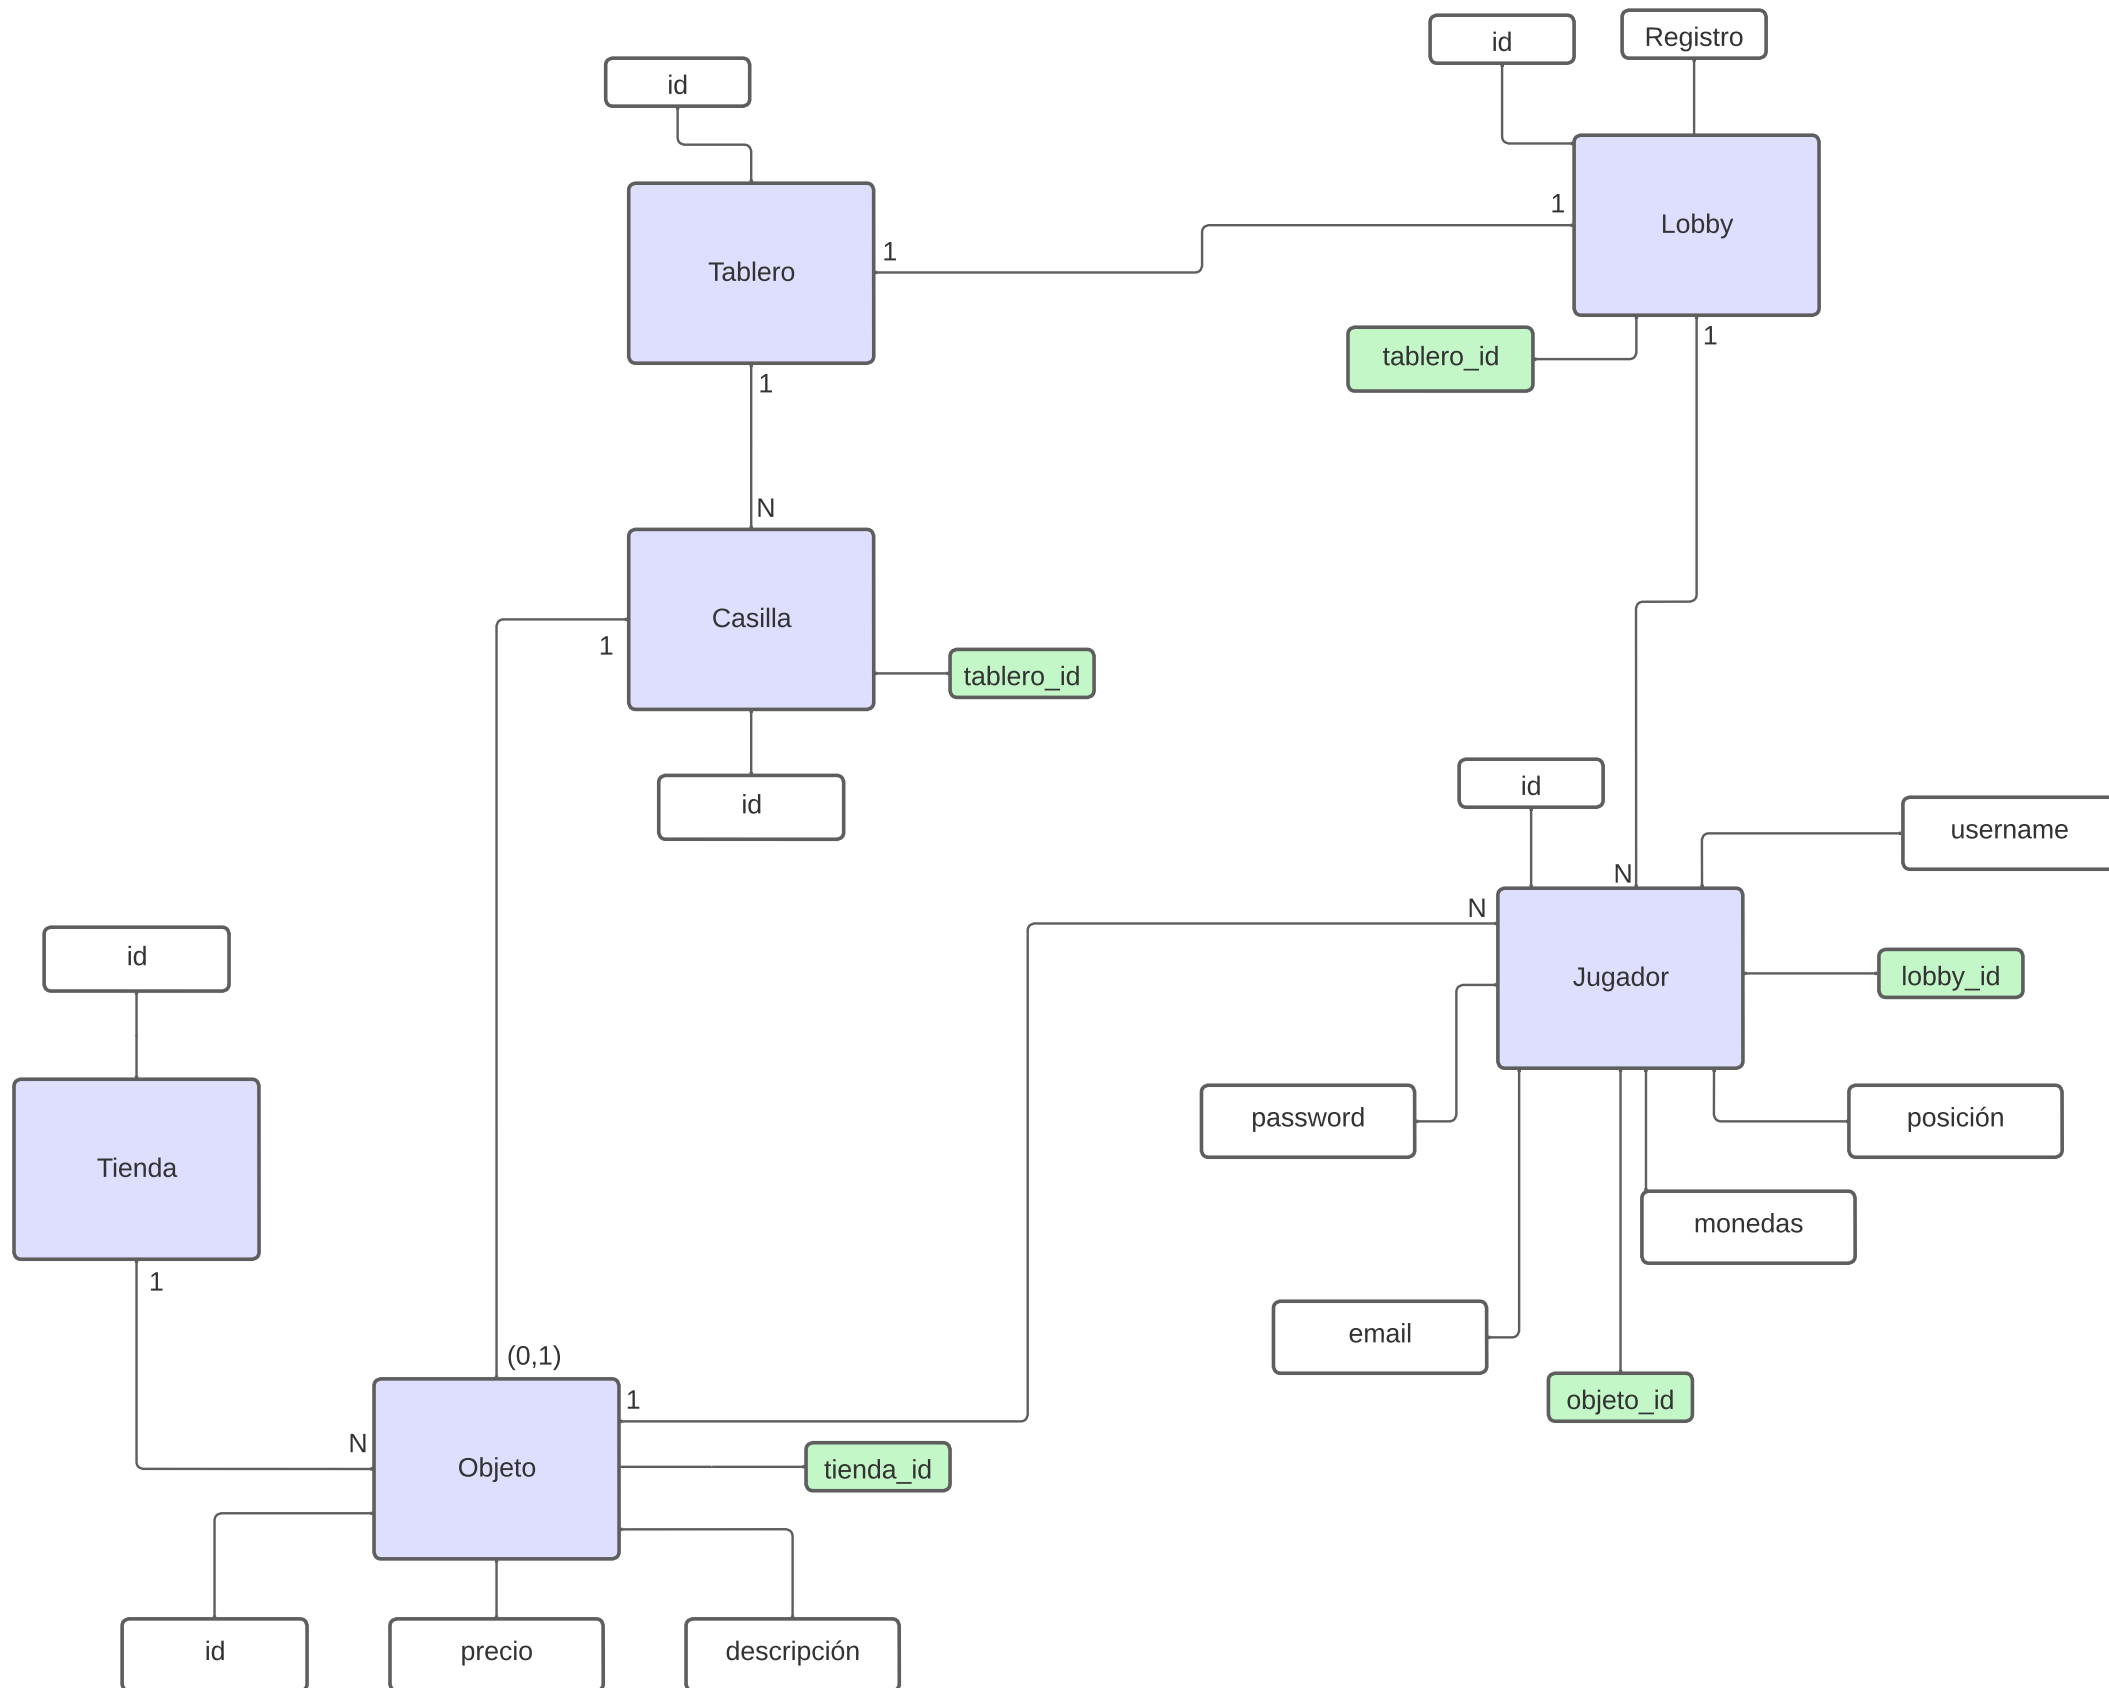 id
Registro
id
Lobby
1
1
Tablero
tablero_id
1
1
N
Casilla
1
tablero_id
id
id
username
N
N
id
Jugador
lobby_id
password
posición
Tienda
monedas
1
email
(0,1)
1
objeto_id
N
Objeto
tienda_id
id
precio
descripción